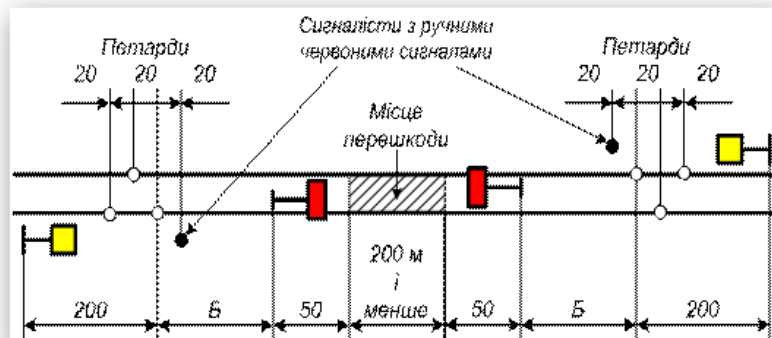 Сигналісти з ручними
червоними сигналами
Петарди
20 20 20
Петарди
20 20 20
Місце
перешкоди
200 м
і
менше
200 Б 50 50 Б 200